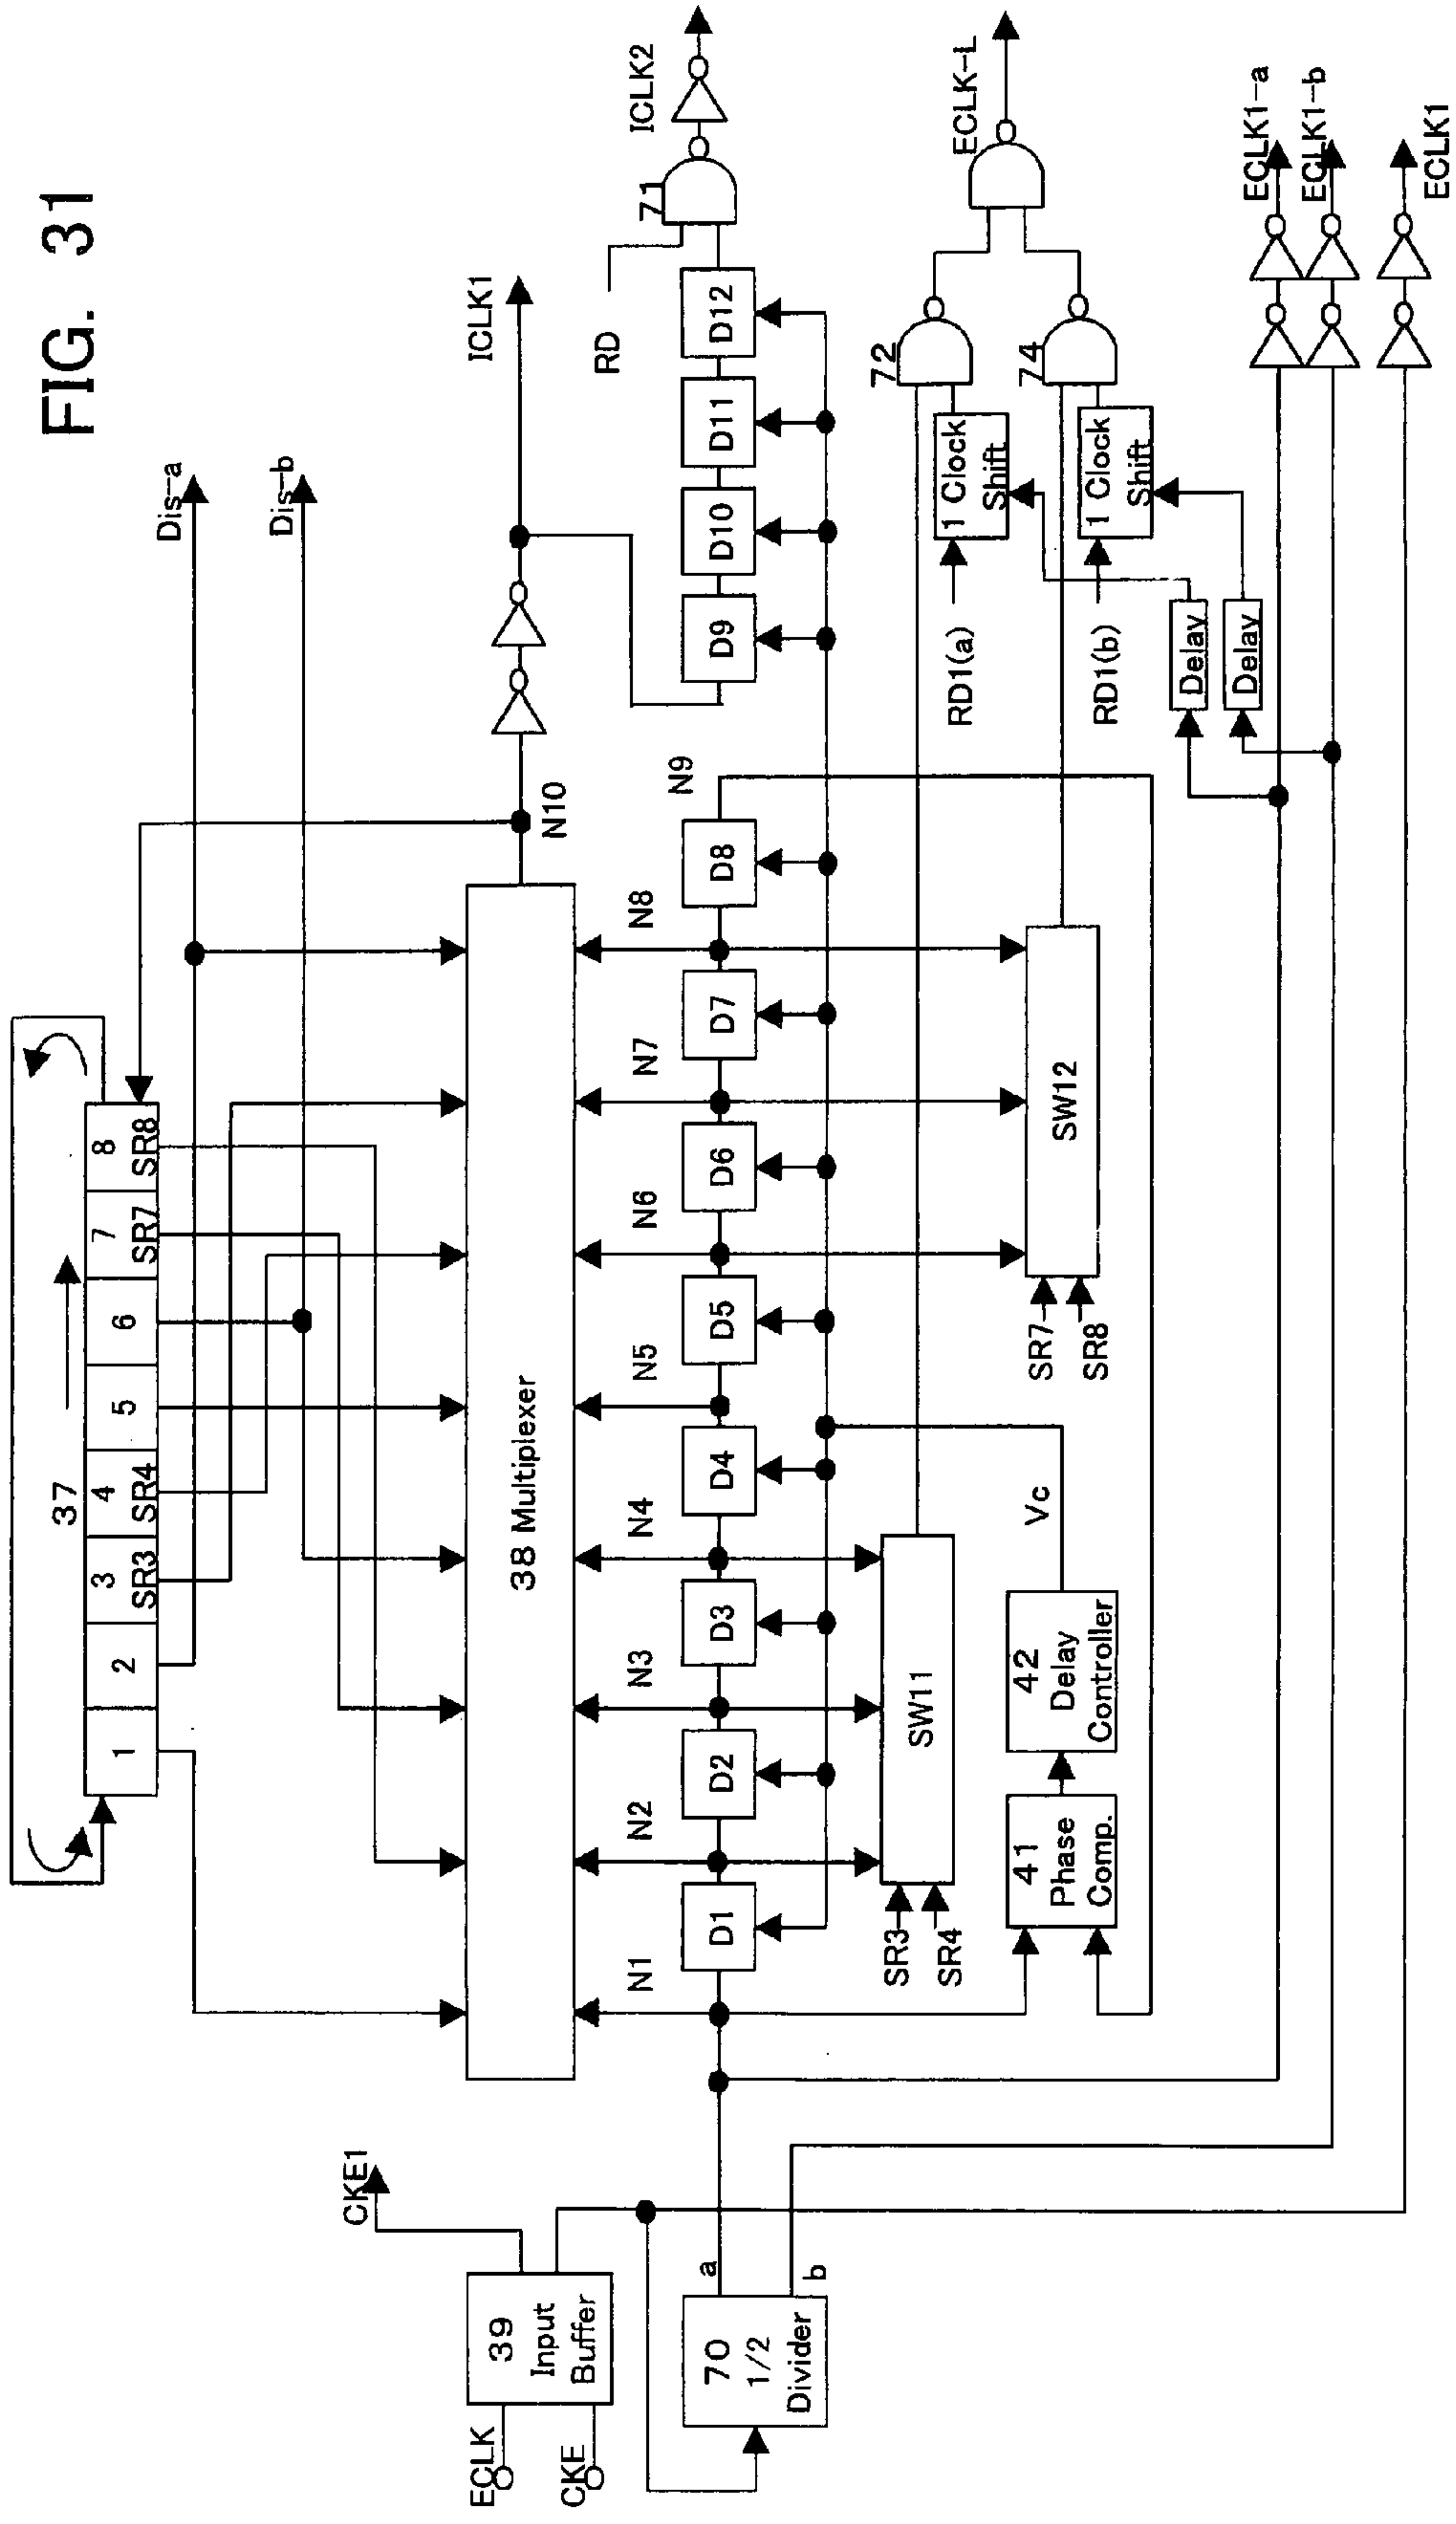 FIG. 31
37
1
2
3
SR3
4
SR4
5
6
7
SR7
8
SR8
Dis-a
Dis-b
CKE1
ECLK
CKE
39
Input
Buffer
38 Multiplexer
N10
ICLK1
ICLK2
70
1/2
Divider
a
b
N1
N2
N3
N4
N5
N6
N7
N8
N9
D1
D2
D3
D4
D5
D6
D7
D8
D9
D10
D11
D12
RD
71
SR3
SR4
SW11
SR7
SR8
SW12
41
Phase
Comp.
42
Delay
Controller
Vc
RD1(a)
1 Clock
Shift
72
RD1(b)
1 Clock
Shift
74
ECLK-L
Delay
Delay
ECLK1-a
ECLK1-b
ECLK1